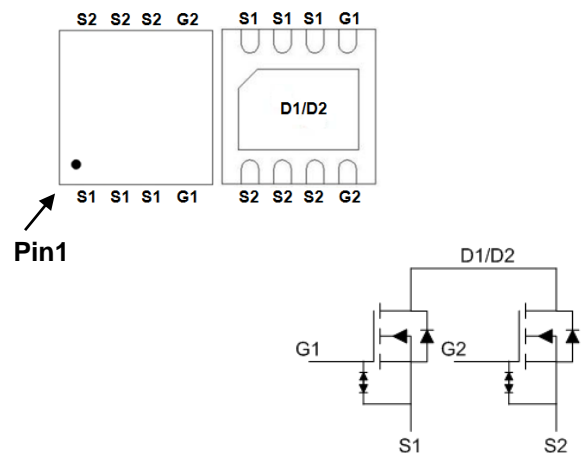 S2 S2 S2 G2
S1 S1 S1 G1
D1/D2
S1 S1 S1 G1
S2 S2 S2 G2
Pin1
D1/D2
G1
G2
S1
S2